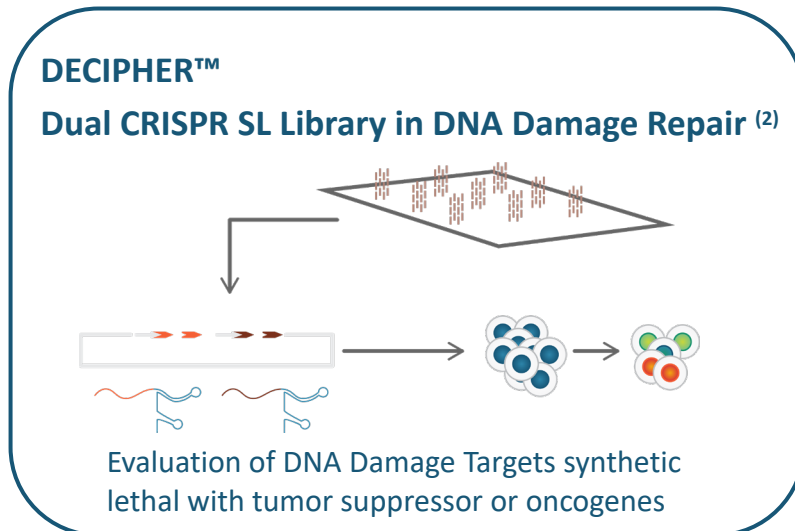 DECIPHER™
Dual CRISPR SL Library in DNA Damage Repair (2)
Evaluation of DNA Damage Targets synthetic
lethal with tumor suppressor or oncogenes